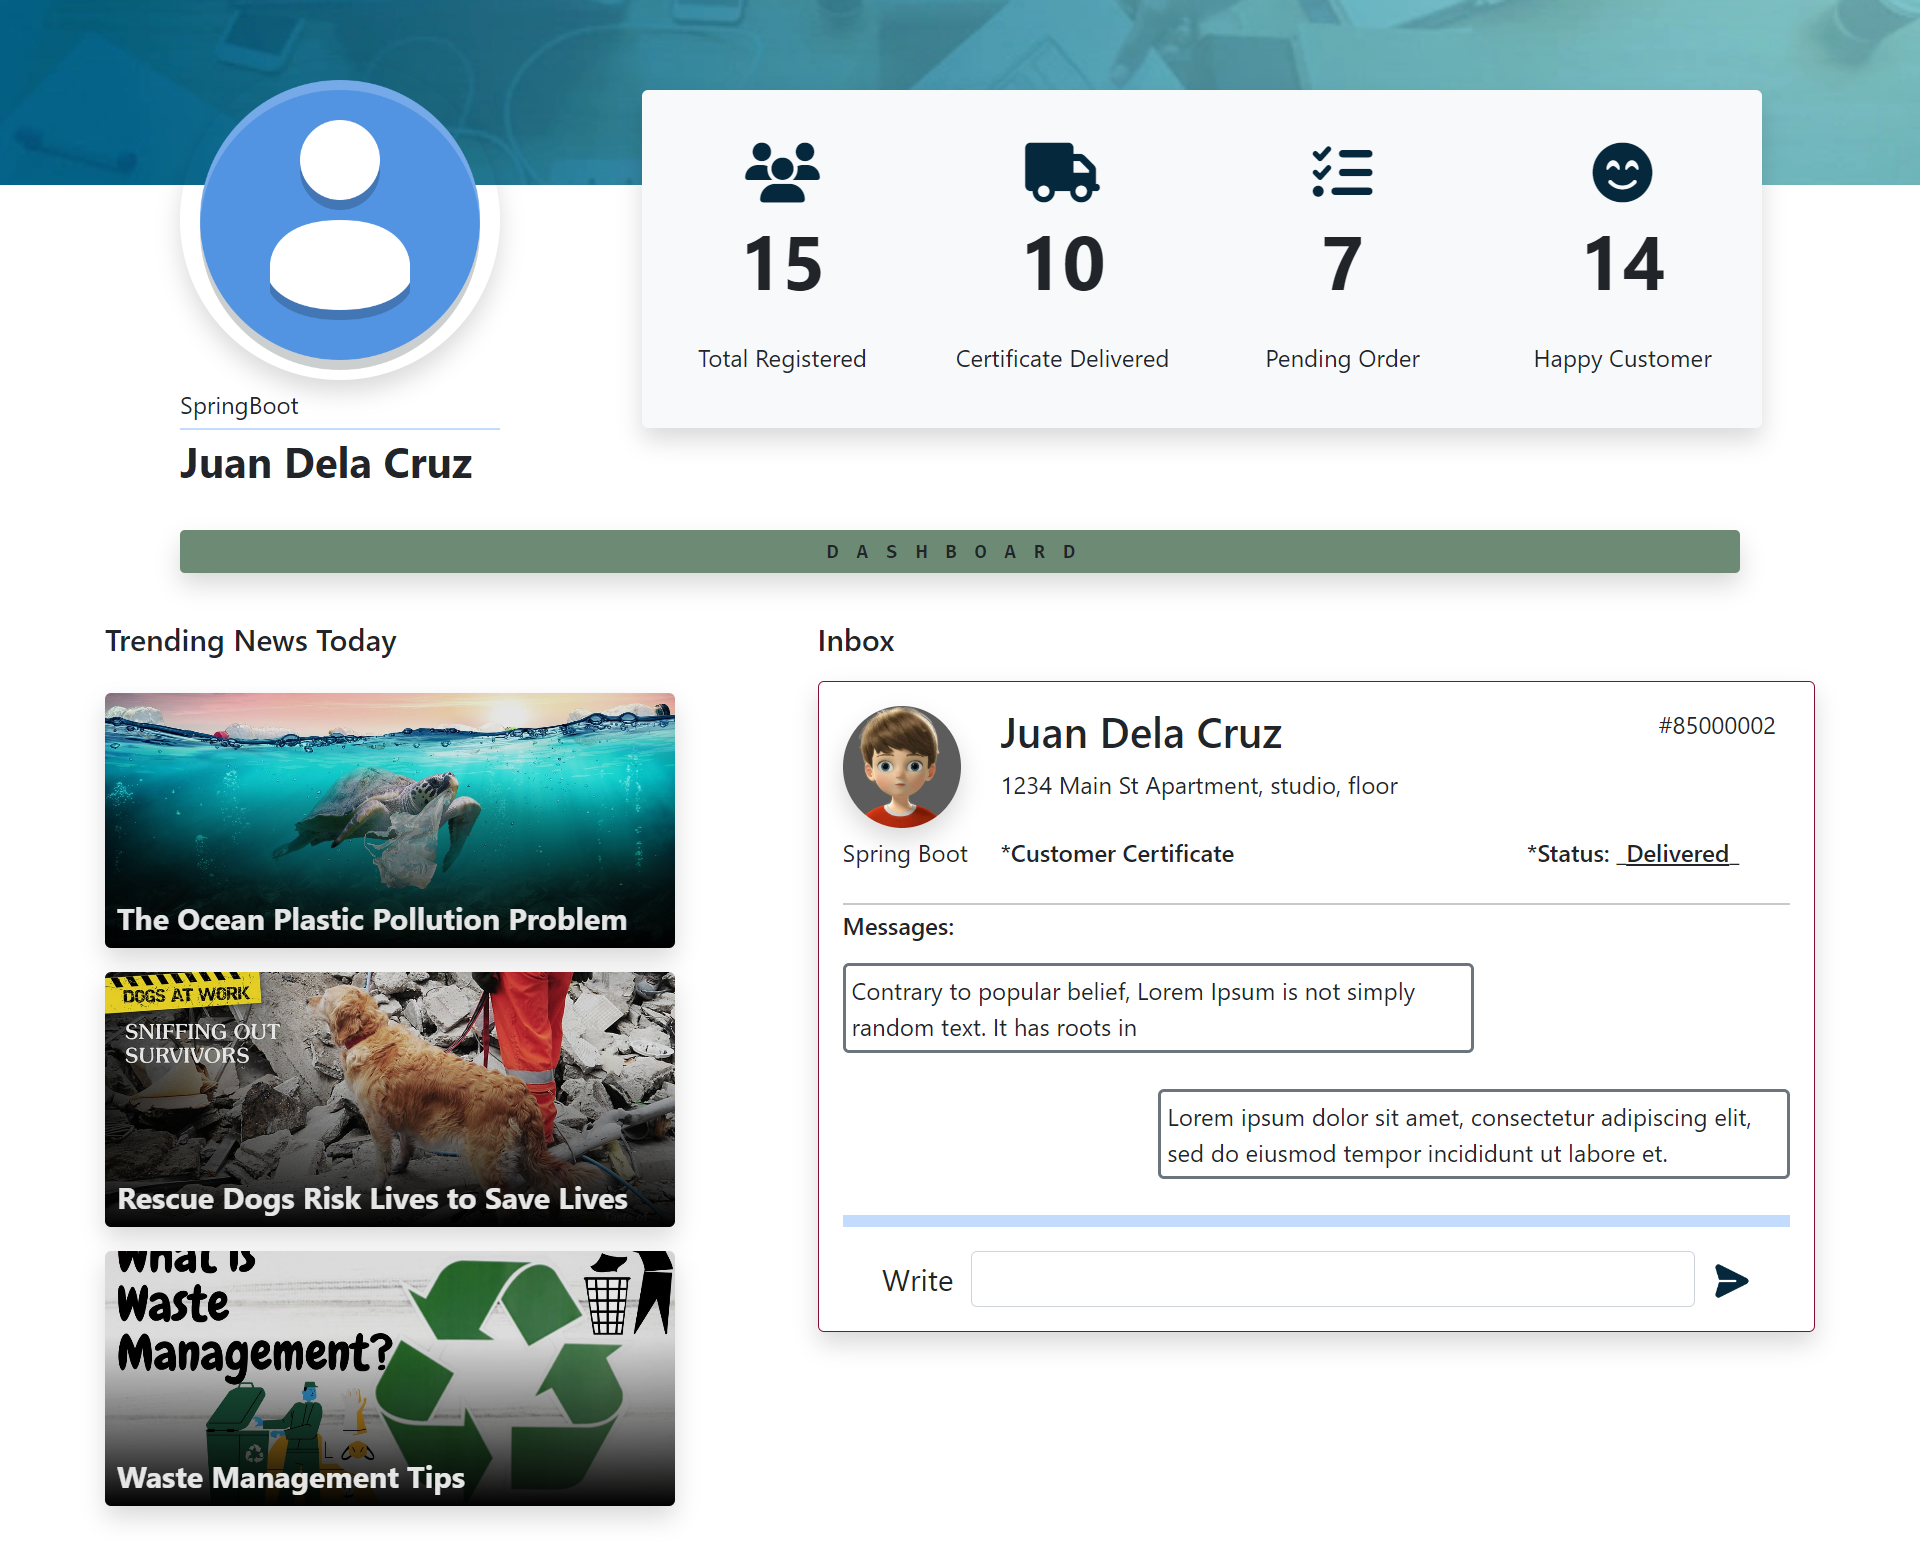 15
10
7
14
Total Registered
Certificate Delivered
Pending Order
Happy Customer
SpringBoot
Juan Dela Cruz
DASHBOARD
Trending News Today
The Ocean Plastic Pollution Problem
DOGS AT WORK
SNIFFING OUT
SURVIVORS
Rescue Dogs Risk Lives to Save Lives
What is
Waste
Management?
Waste Management Tips
Inbox
Juan Dela Cruz
#85000002
1234 Main St Apartment, studio, floor
Spring Boot
*Customer Certificate
*Status: _Delivered_
Messages:
Contrary to popular belief, Lorem Ipsum is not simply
random text. It has roots in
Lorem ipsum dolor sit amet, consectetur adipiscing elit,
sed do eiusmod tempor incididunt ut labore et.
Write